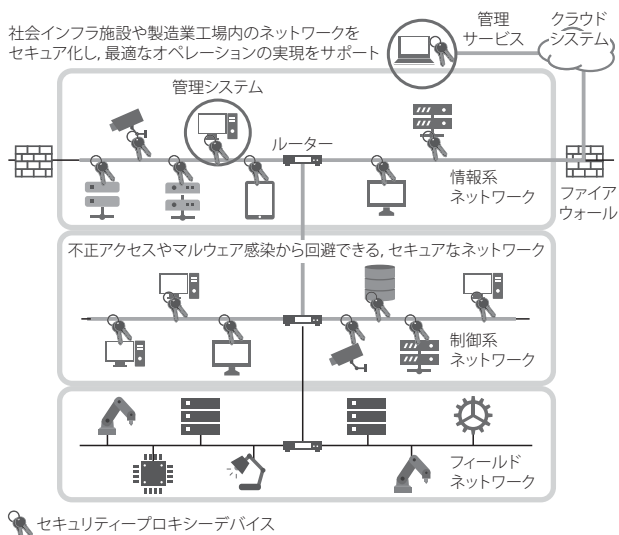 社会インフラ施設や製造業工場内のネットワークを
セキュア化し, 最適なオペレーションの実現をサポート
管理
サービス
クラウド
システム
管理システム
ルーター
情報系
ネットワーク
ファイア
ウォール
不正アクセスやマルウェア感染から回避できる, セキュアなネットワーク
制御系
ネットワーク
フィールド
ネットワーク
セキュリティープロキシーデバイス